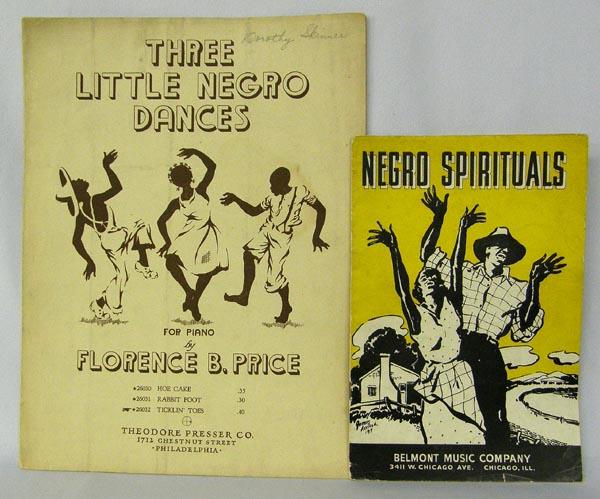 Dorothy Skinner
THREE
LITTLE NEGRO
DANCES
FOR PIANO
by
FLORENCE B. PRICE
*26030 HOE CAKE .35
*26031 RABBIT FOOT .30
*26032 TICKLIN' TOES .40
THEODORE PRESSER CO.
1712 CHESTNUT STREET
·PHILADELPHIA·
NEGRO SPIRITUALS
BELMONT MUSIC COMPANY
3411 W. CHICAGO AVE. CHICAGO, ILL.